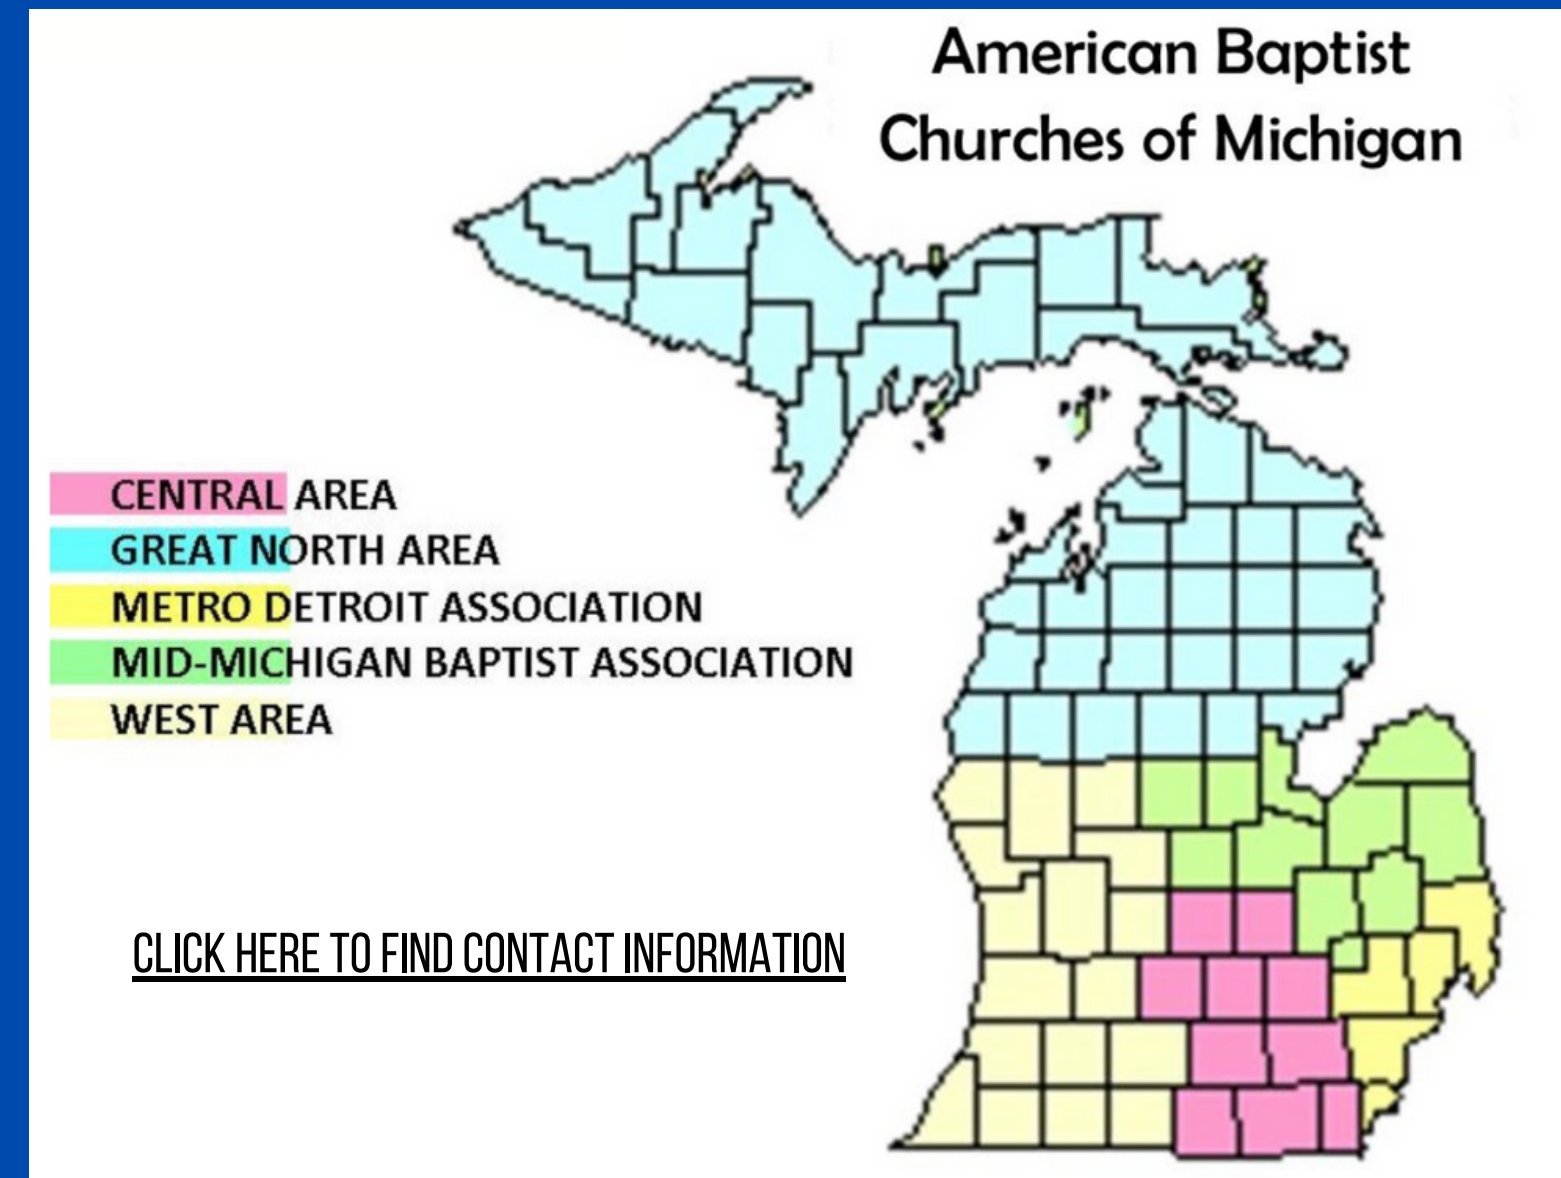 American Baptist
Churches of Michigan
CENTRAL AREA
GREAT NORTH AREA
METRO DETROIT ASSOCIATION
MID-MICHIGAN BAPTIST ASSOCIATION
WEST AREA
CLICK HERE TO FIND CONTACT INFORMATION